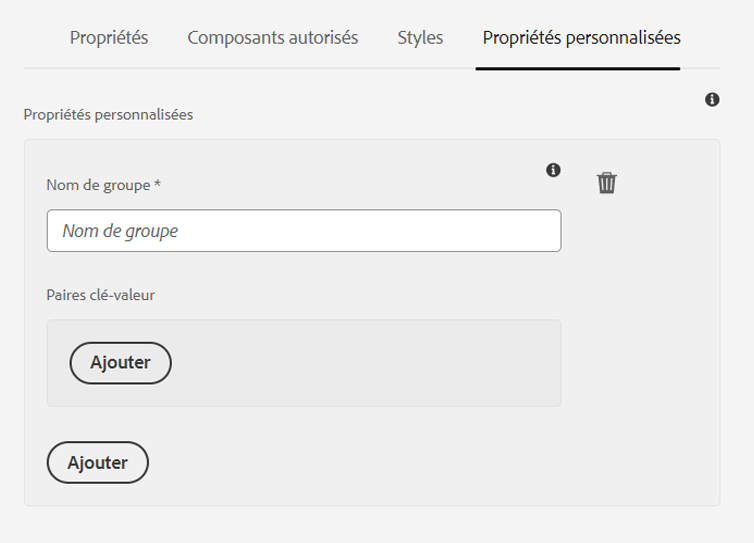 Propriétés Composants autorisés Styles Propriétés personnalisées
Propriétés personnalisées
Nom de groupe *
Nom de groupe
Paires clé-valeur
Ajouter
Ajouter